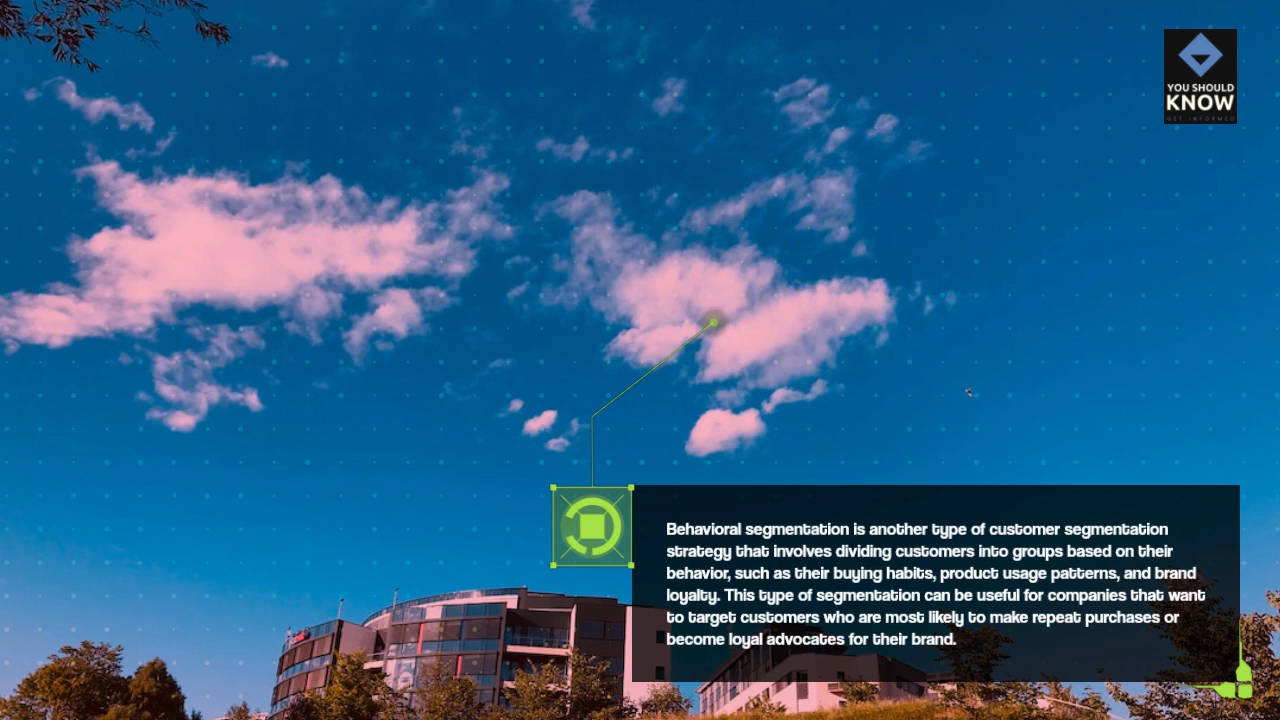 YOU SHOULD
KNOW
GET INFORMED
Behavioral segmentation is another type of customer segmentation
strategy that involves dividing customers into groups based on their
behavior, such as their buying habits, product usage patterns, and brand
loyalty. This type of segmentation can be useful for companies that want
to target customers who are most likely to make repeat purchases or
become loyal advocates for their brand.